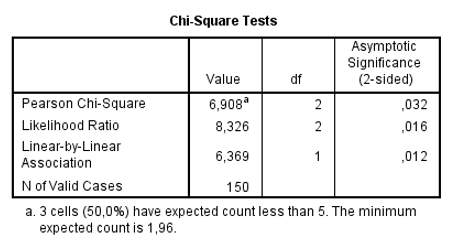 Chi-Square Tests
Value df Asymptotic Significance (2-sided)
Pearson Chi-Square 6,908a 2 ,032
Likelihood Ratio 8,326 2 ,016
Linear-by-Linear Association 6,369 1 ,012
N of Valid Cases 150
a. 3 cells (50,0%) have expected count less than 5. The minimum
expected count is 1,96.